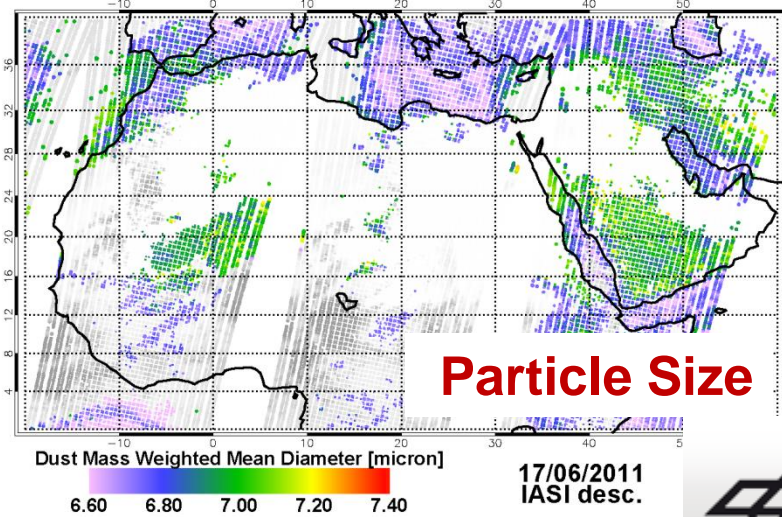 −10 0 10 20 30 40 50
36
32
28
24
20
16
12
8
4
Particle Size
−10 0 10 20 30 40 5
Dust Mass Weighted Mean Diameter [micron]
6.60 6.80 7.00 7.20 7.40
17/06/2011
IASI desc.